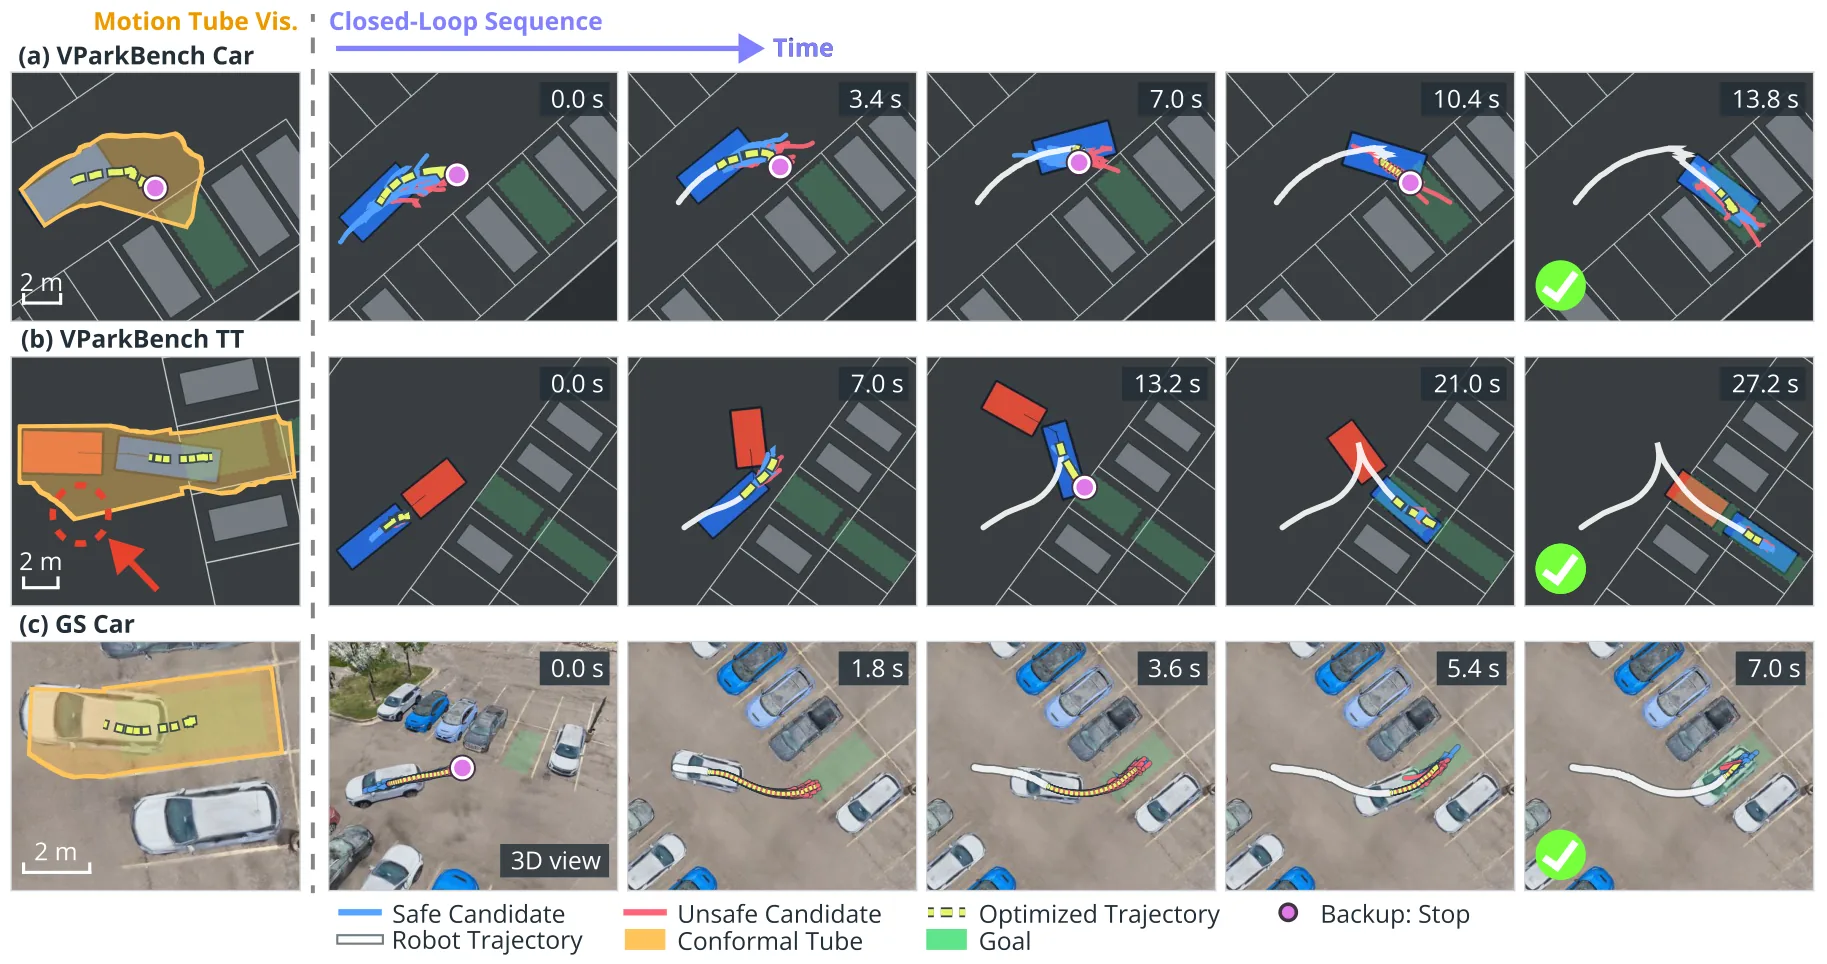 Motion Tube Vis.
Closed-Loop Sequence
Time
(a) VParkBench Car
2 m
0.0 s
3.4 s
7.0 s
10.4 s
13.8 s
(b) VParkBench TT
2 m
0.0 s
7.0 s
13.2 s
21.0 s
27.2 s
(c) GS Car
2 m
0.0 s
3D view
1.8 s
3.6 s
5.4 s
7.0 s
Safe Candidate
Unsafe Candidate
Optimized Trajectory
Backup: Stop
Robot Trajectory
Conformal Tube
Goal